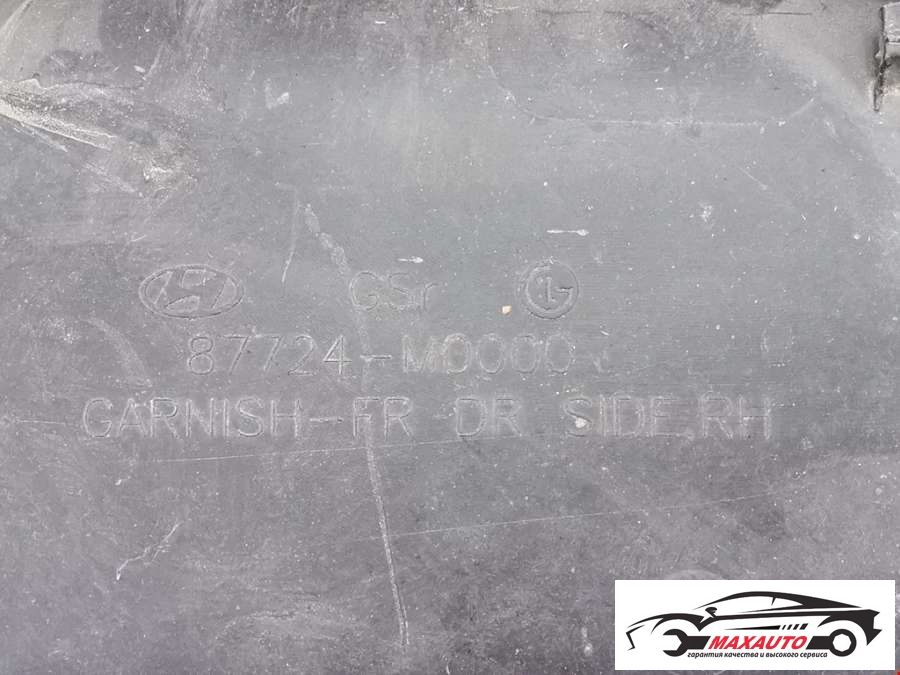 GSr
87724-M0000
GARNISH-FR DR SIDE,RH
MAXAUTO
гарантия качества и высокого сервиса